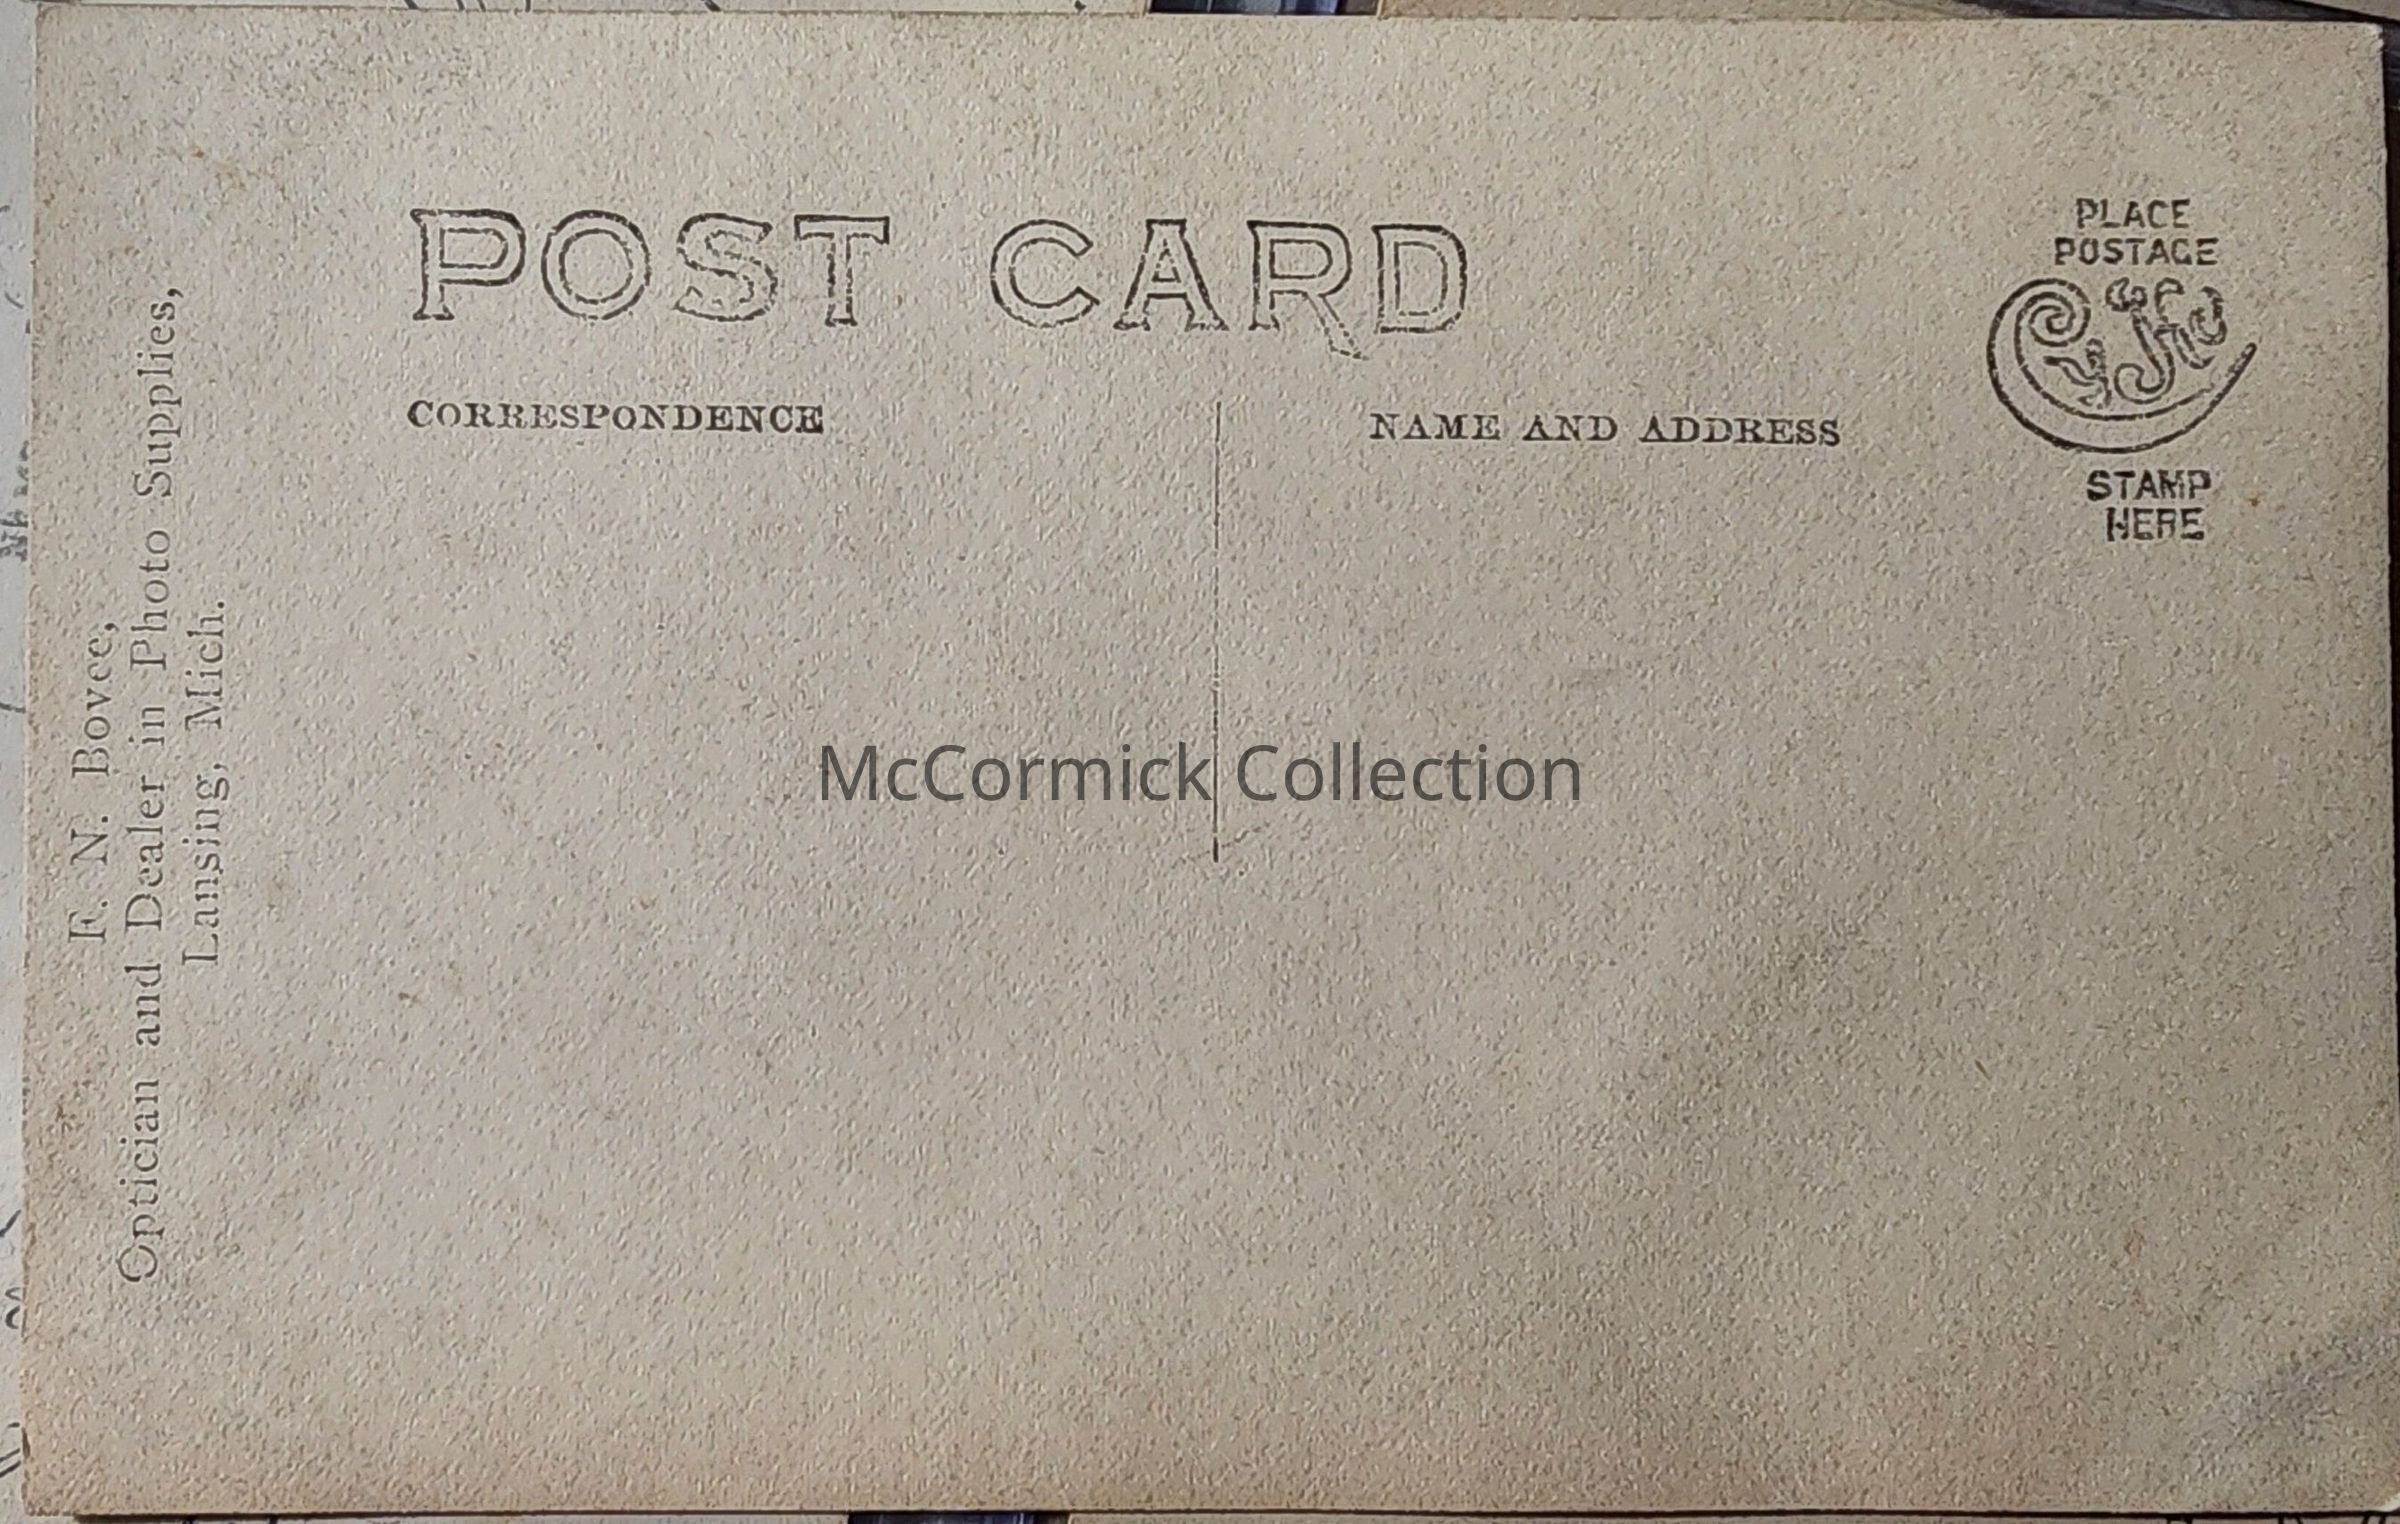 POST CARD
CORRESPONDENCE
NAME AND ADDRESS
PLACE
POSTAGE
STAMP
HERE
F. N. Bovee,
Optician and Dealer in Photo Supplies,
Lansing, Mich.
McCormick Collection